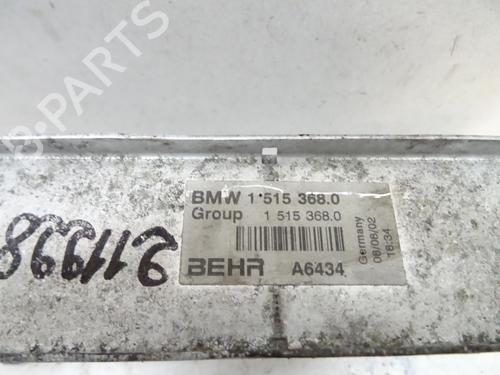 B-PARTS
BMW 1 515 368.0
Group 1 515 368.0
BEHR A6434
Germany
08/08/02
16:34